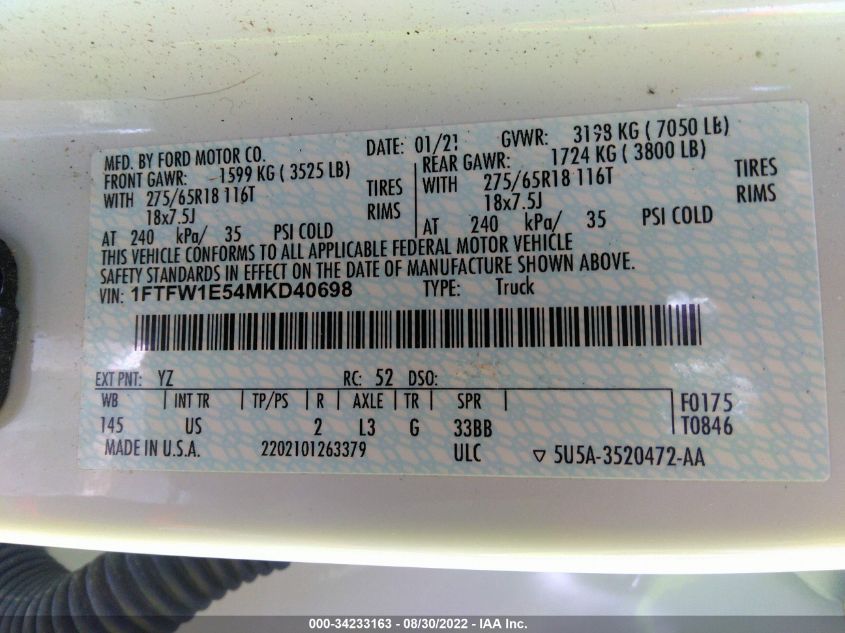 MFD. BY FORD MOTOR CO. DATE: 01/21 GVWR: 3198 KG ( 7050 LB)
FRONT GAWR: 1599 KG ( 3525 LB) REAR GAWR: 1724 KG ( 3800 LB)
WITH 275/65R18 116T TIRES WITH 275/65R18 116T TIRES
18x7.5J RIMS 18x7.5J RIMS
AT 240 kPa/ 35 PSI COLD AT 240 kPa/ 35 PSI COLD
THIS VEHICLE CONFORMS TO ALL APPLICABLE FEDERAL MOTOR VEHICLE
SAFETY STANDARDS IN EFFECT ON THE DATE OF MANUFACTURE SHOWN ABOVE.
VIN: 1FTFW1E54MKD40698 TYPE: Truck
EXT PNT: YZ RC: 52 DSO:
WB INT TR TP/PS R AXLE TR SPR F0175
145 US 2 L3 G 33BB T0846
MADE IN U.S.A. 2202101263379 ULC ▽ 5U5A-3520472-AA
000-34233163 - 08/30/2022 - IAA Inc.